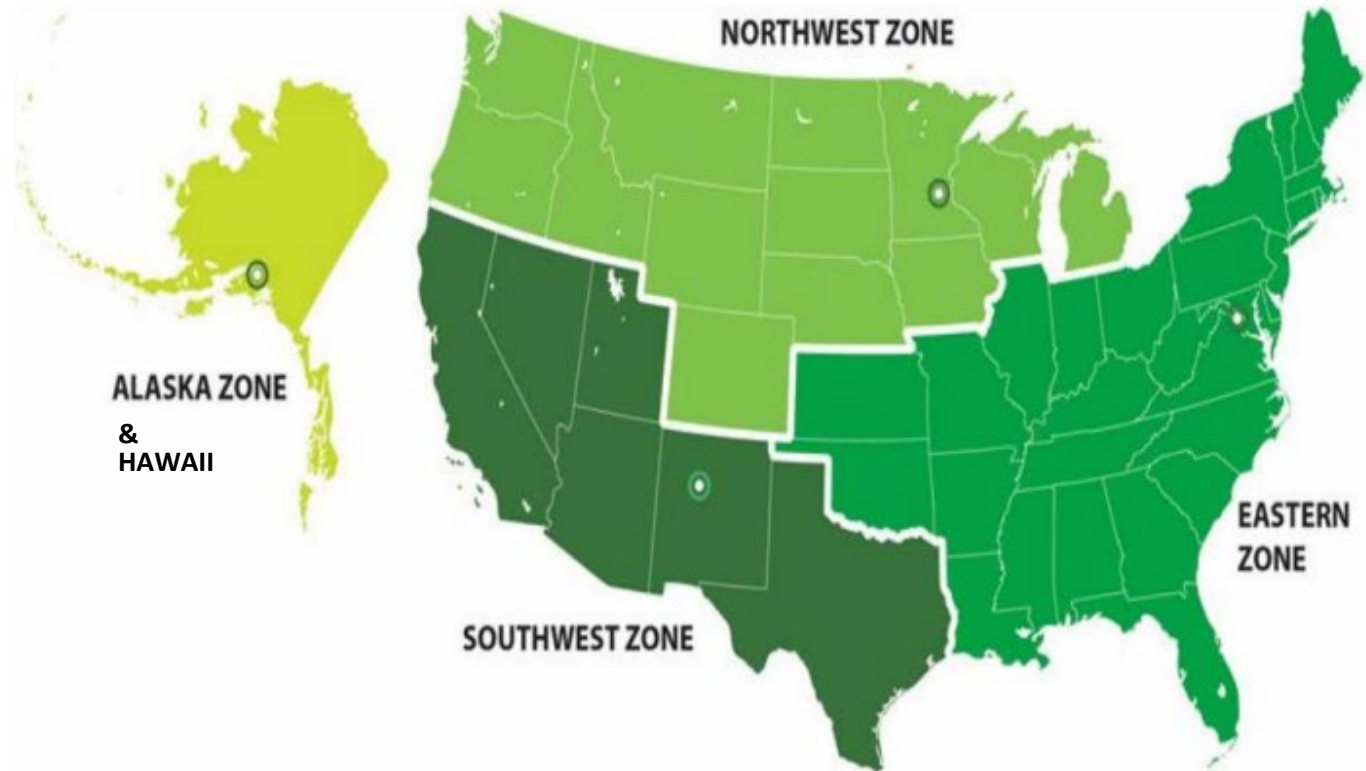 NORTHWEST ZONE
ALASKA ZONE
&
HAWAII
EASTERN
ZONE
SOUTHWEST ZONE